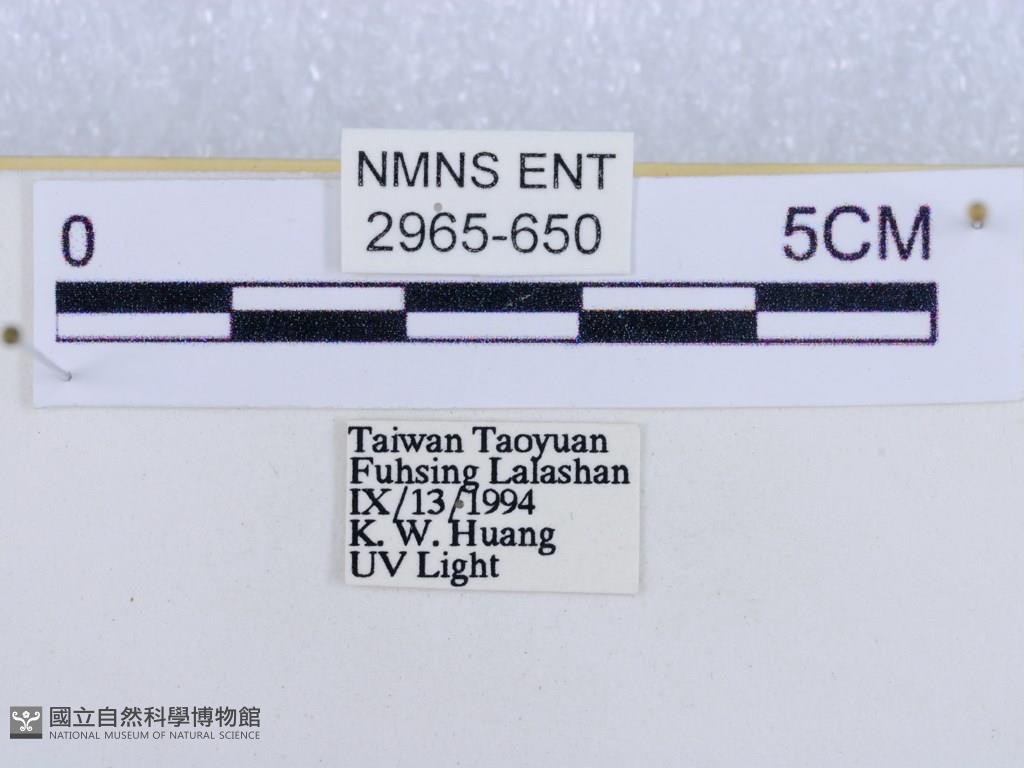 NMNS ENT
2965-650
0
5CM
Taiwan Taoyuan
Fuhsing Lalashan
IX/13/1994
K. W. Huang
UV Light
國立自然科學博物館
NATIONAL MUSEUM OF NATURAL SCIENCE